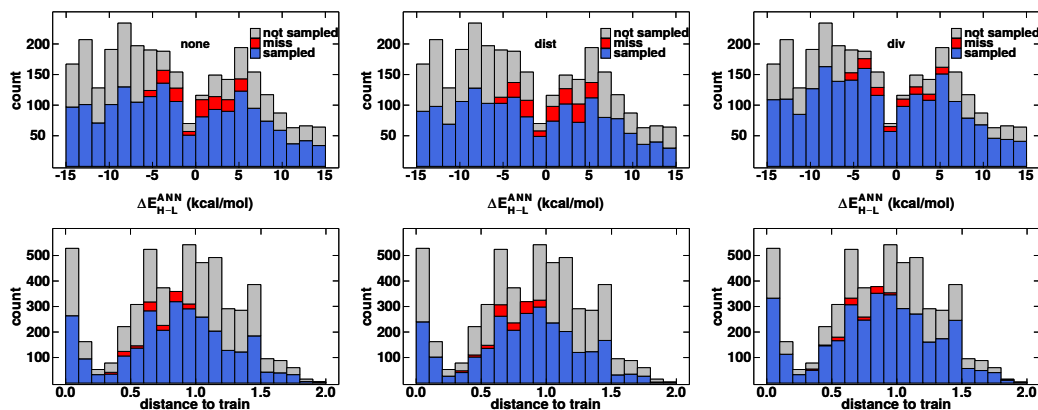 none
not sampled
miss
sampled
count
200
150
100
50
-15 -10 -5 0 5 10 15
ΔE^ANN_H−L (kcal/mol)
dist
not sampled
miss
sampled
count
200
150
100
50
-15 -10 -5 0 5 10 15
ΔE^ANN_H−L (kcal/mol)
div
not sampled
miss
sampled
count
200
150
100
50
-15 -10 -5 0 5 10 15
ΔE^ANN_H−L (kcal/mol)
count
500
400
300
200
100
0.0 0.5 1.0 1.5 2.0
distance to train
count
500
400
300
200
100
0.0 0.5 1.0 1.5 2.0
distance to train
count
500
400
300
200
100
0.0 0.5 1.0 1.5 2.0
distance to train